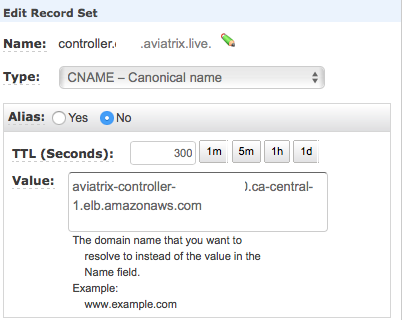 Edit Record Set
Name: controller. .aviatrix.live.
Type: CNAME – Canonical name
Alias: Yes No
TTL (Seconds): 300 1m 5m 1h 1d
Value: aviatrix-controller- .ca-central-
1.elb.amazonaws.com
The domain name that you want to
resolve to instead of the value in the
Name field.
Example:
www.example.com